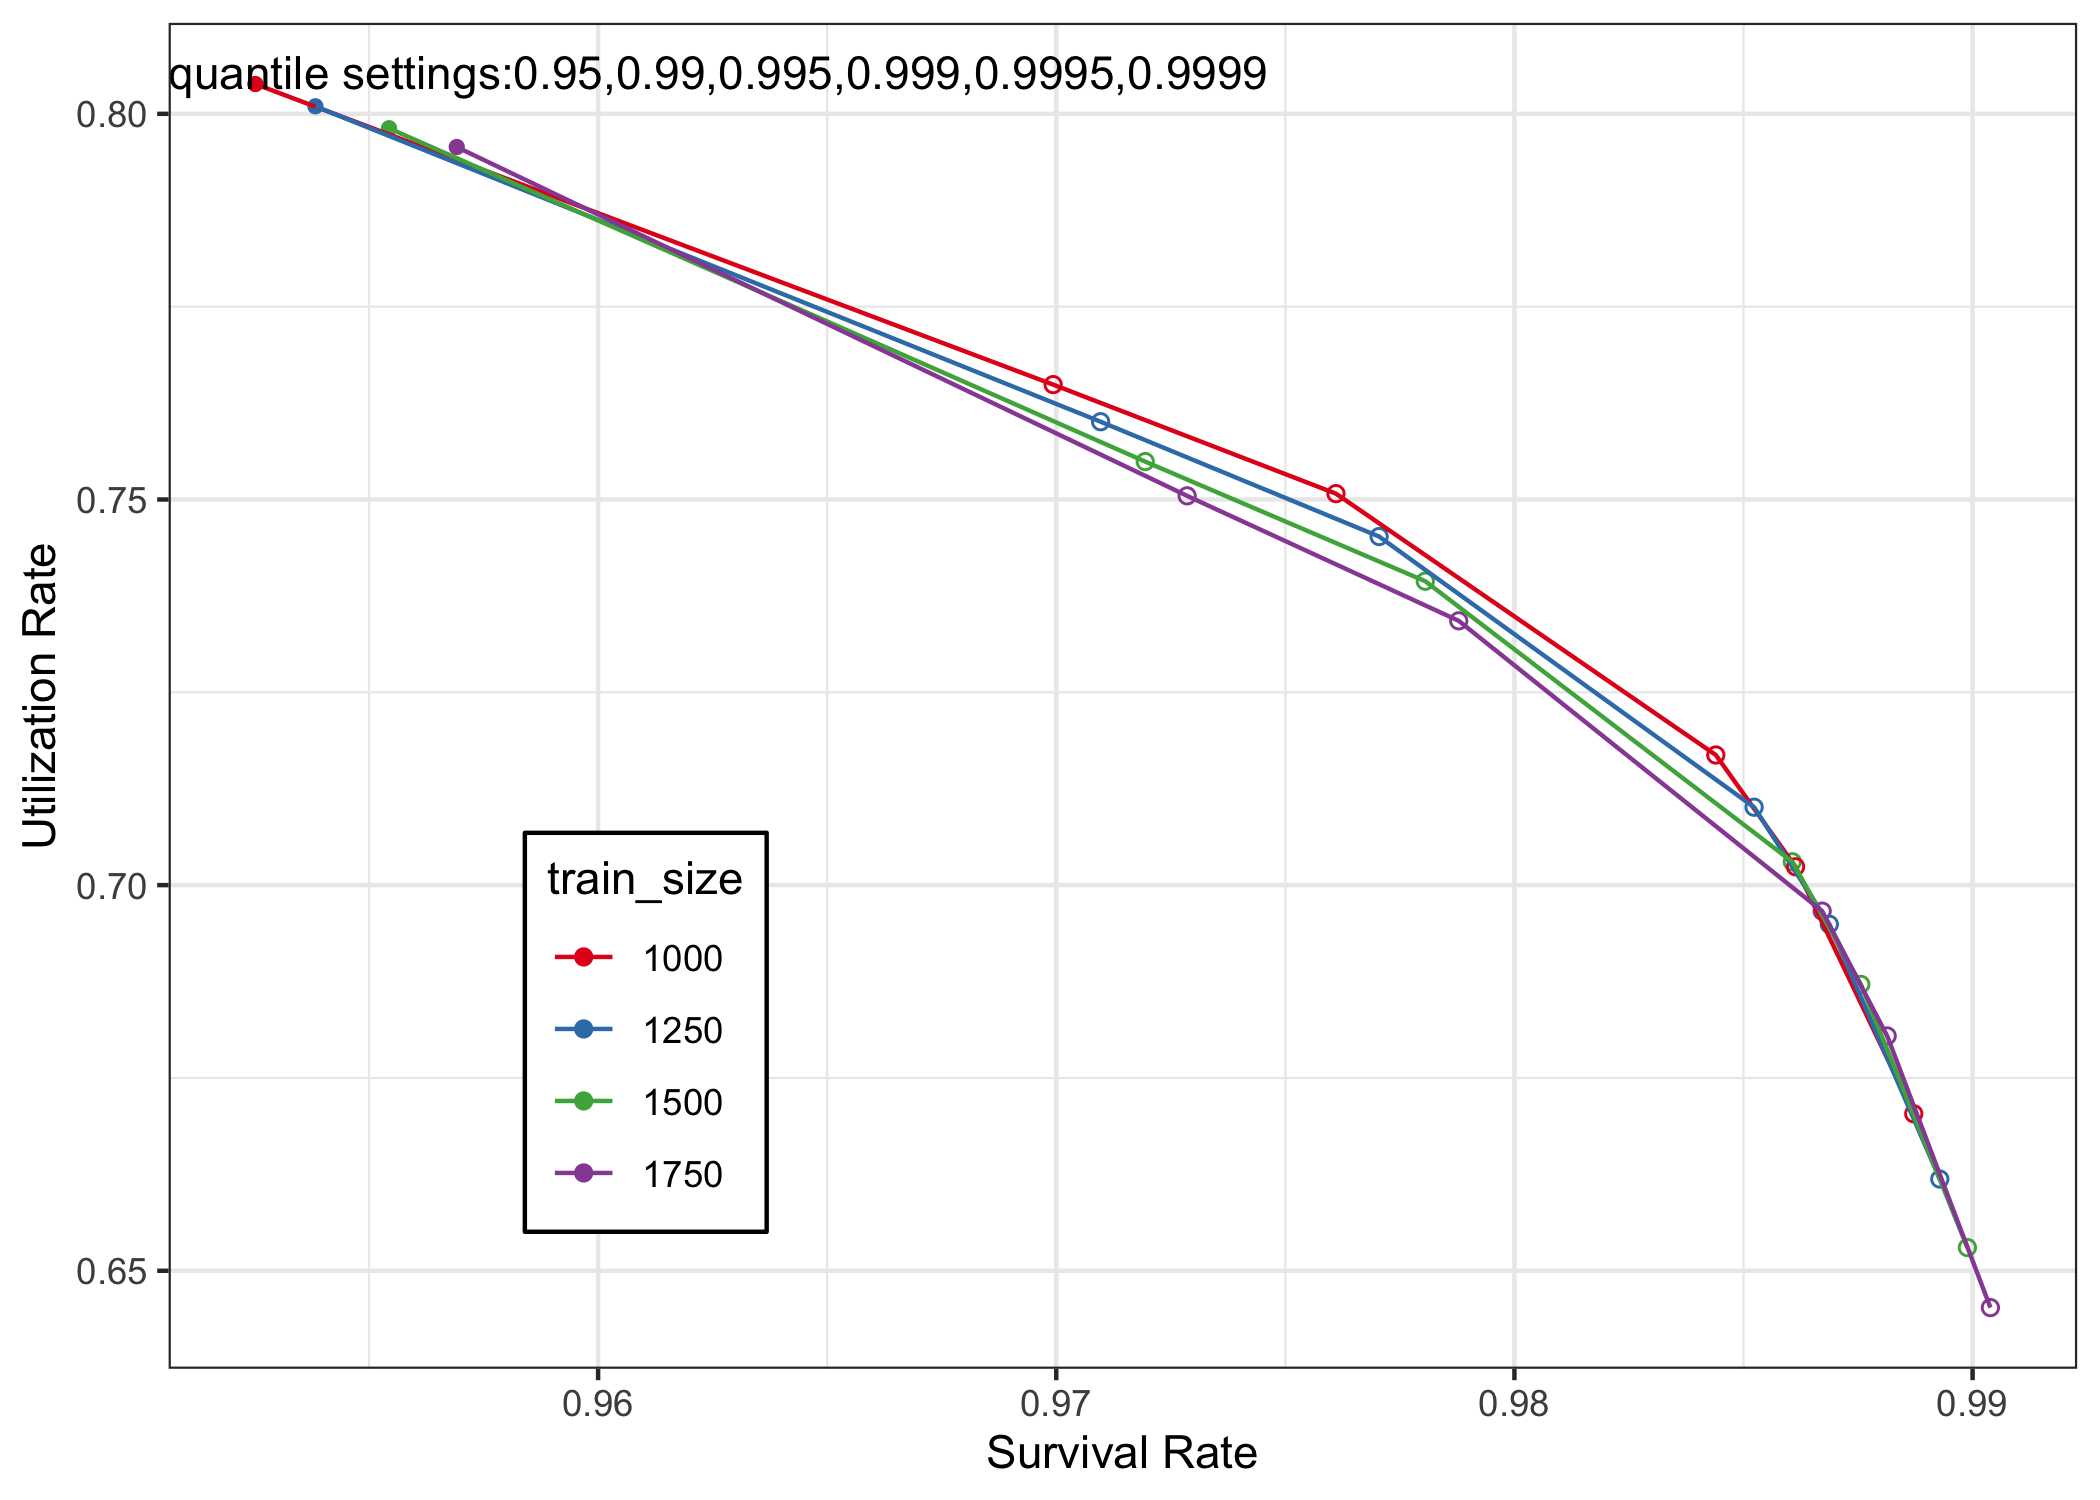 quantile settings:0.95,0.99,0.995,0.999,0.9995,0.9999
0.80
0.75
0.70
0.65
Utilization Rate
train_size
1000
1250
1500
1750
0.96 0.97 0.98 0.99
Survival Rate